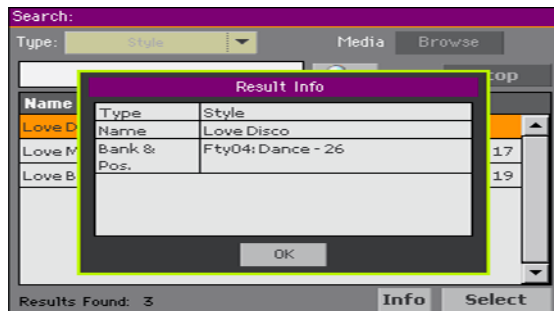 Search:
Type: Style Media Browse
op
Result Info
Name
Type Style
Love D
Name Love Disco
Love M
Bank & Fty04: Dance - 26
17
Pos.
Love B
19
OK
Results Found: 3 Info Select